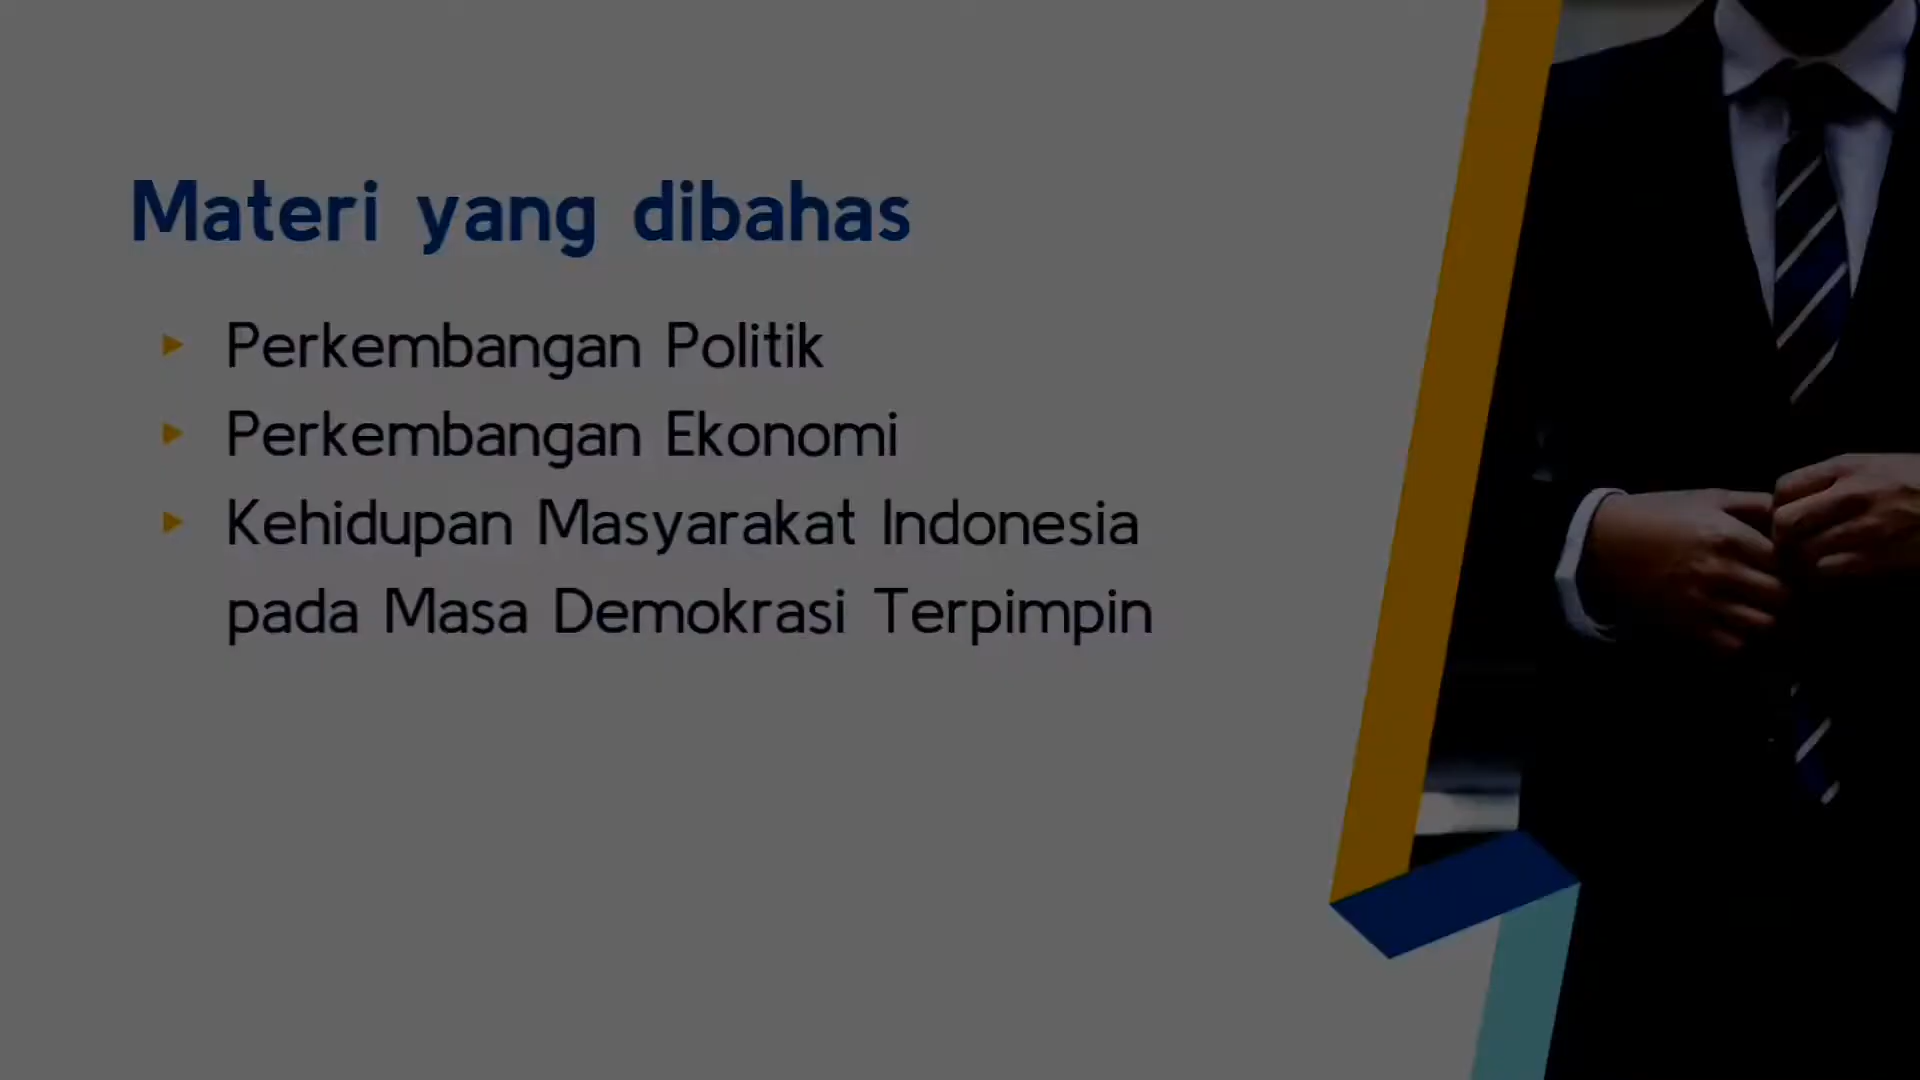 Materi yang dibahas
Perkembangan Politik
Perkembangan Ekonomi
Kehidupan Masyarakat Indonesia
pada Masa Demokrasi Terpimpin